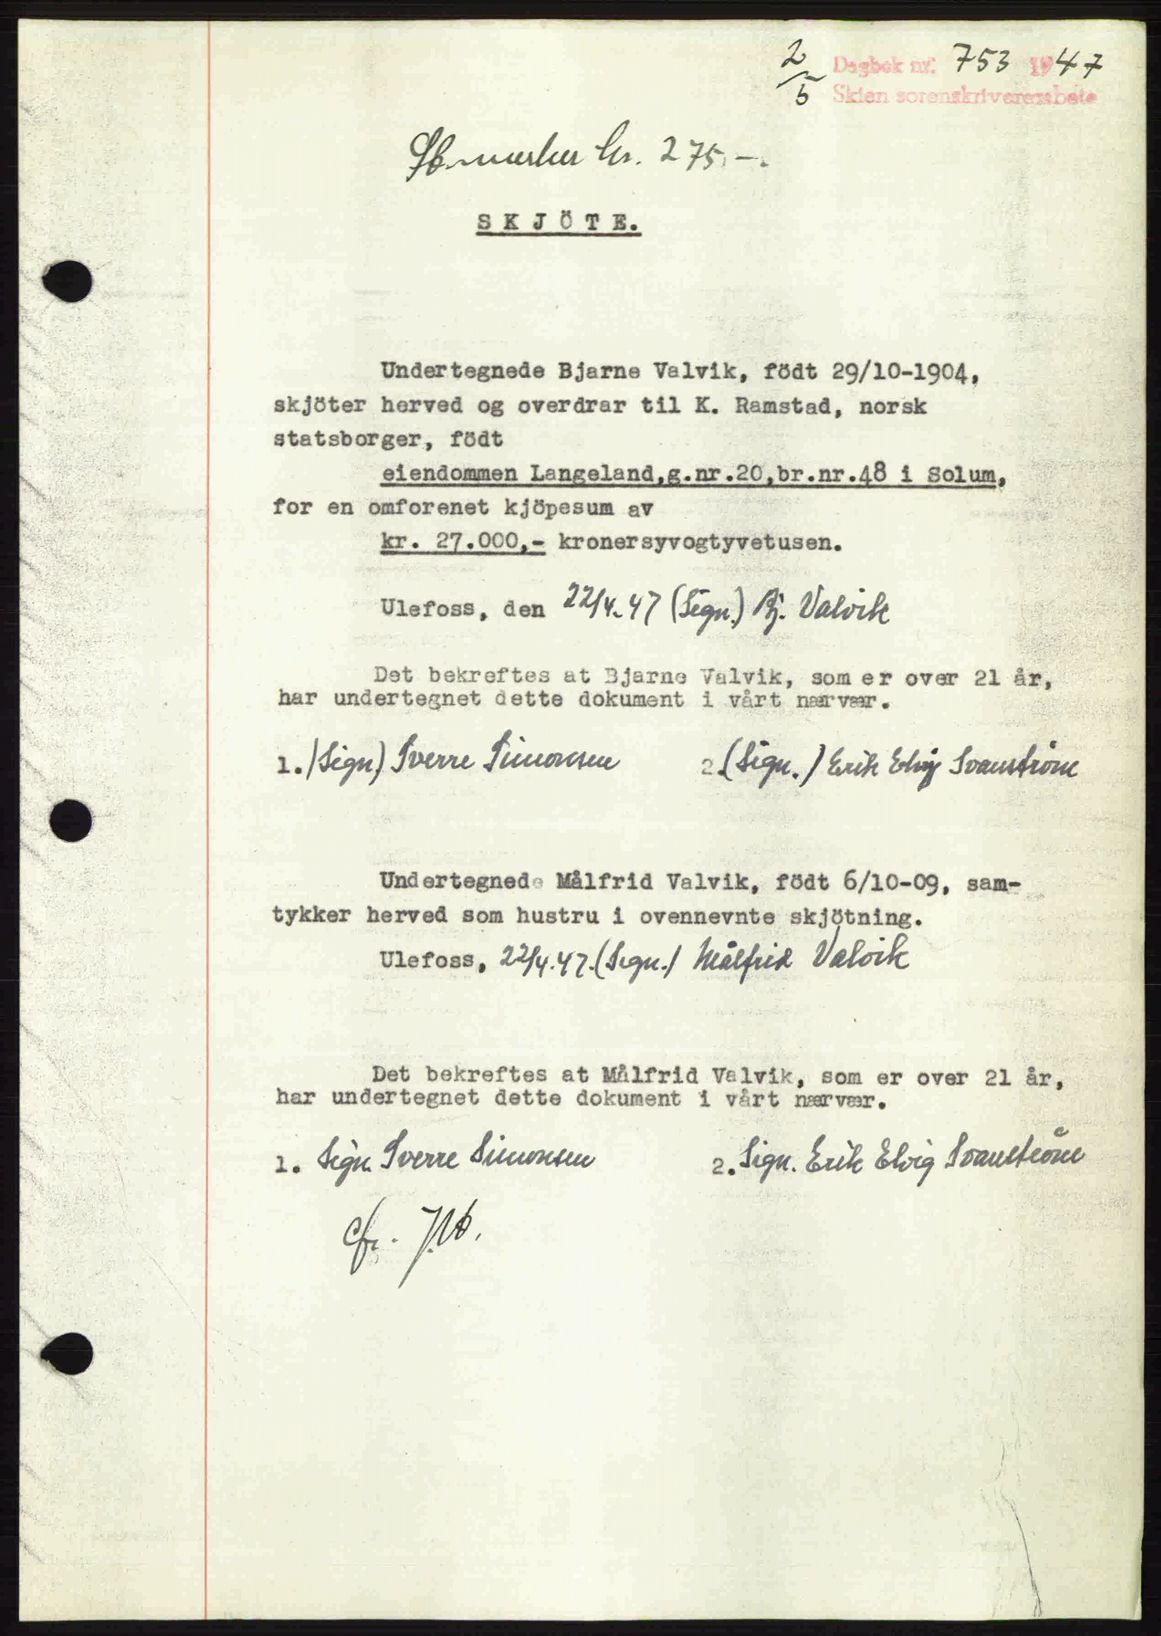 2/5 Dagbok nr. 753 1947
Skien sorenskriverembete
St.merker kr. 275,-.
SKJÖTE.
Undertegnede Bjarne Valvik, födt 29/10-1904,
skjöter herved og overdrar til K. Ramstad, norsk
statsborger, födt
eiendommen Langeland,g.nr.20,br.nr.48 i Solum,
for en omforenet kjöpesum av
kr. 27.000,- kronersyvogtyvetusen.
Ulefoss, den 22/4-47 (Sign.) Bj. Valvik
Det bekreftes at Bjarne Valvik, som er over 21 år,
har undertegnet dette dokument i vårt nærvær.
1. (Sign.) Sverre Simonsen 2. (Sign.) Erik Elvig Svanstrøm
Undertegnede Målfrid Valvik, födt 6/10-09, sam-
tykker herved som hustru i ovennevnte skjötning.
Ulefoss, 22/4.47. (Sign.) Målfrid Valvik
Det bekreftes at Målfrid Valvik, som er over 21 år,
har undertegnet dette dokument i vårt nærvær.
1. Sign. Sverre Simonsen 2. Sign. Erik Elvig Svanstrøm